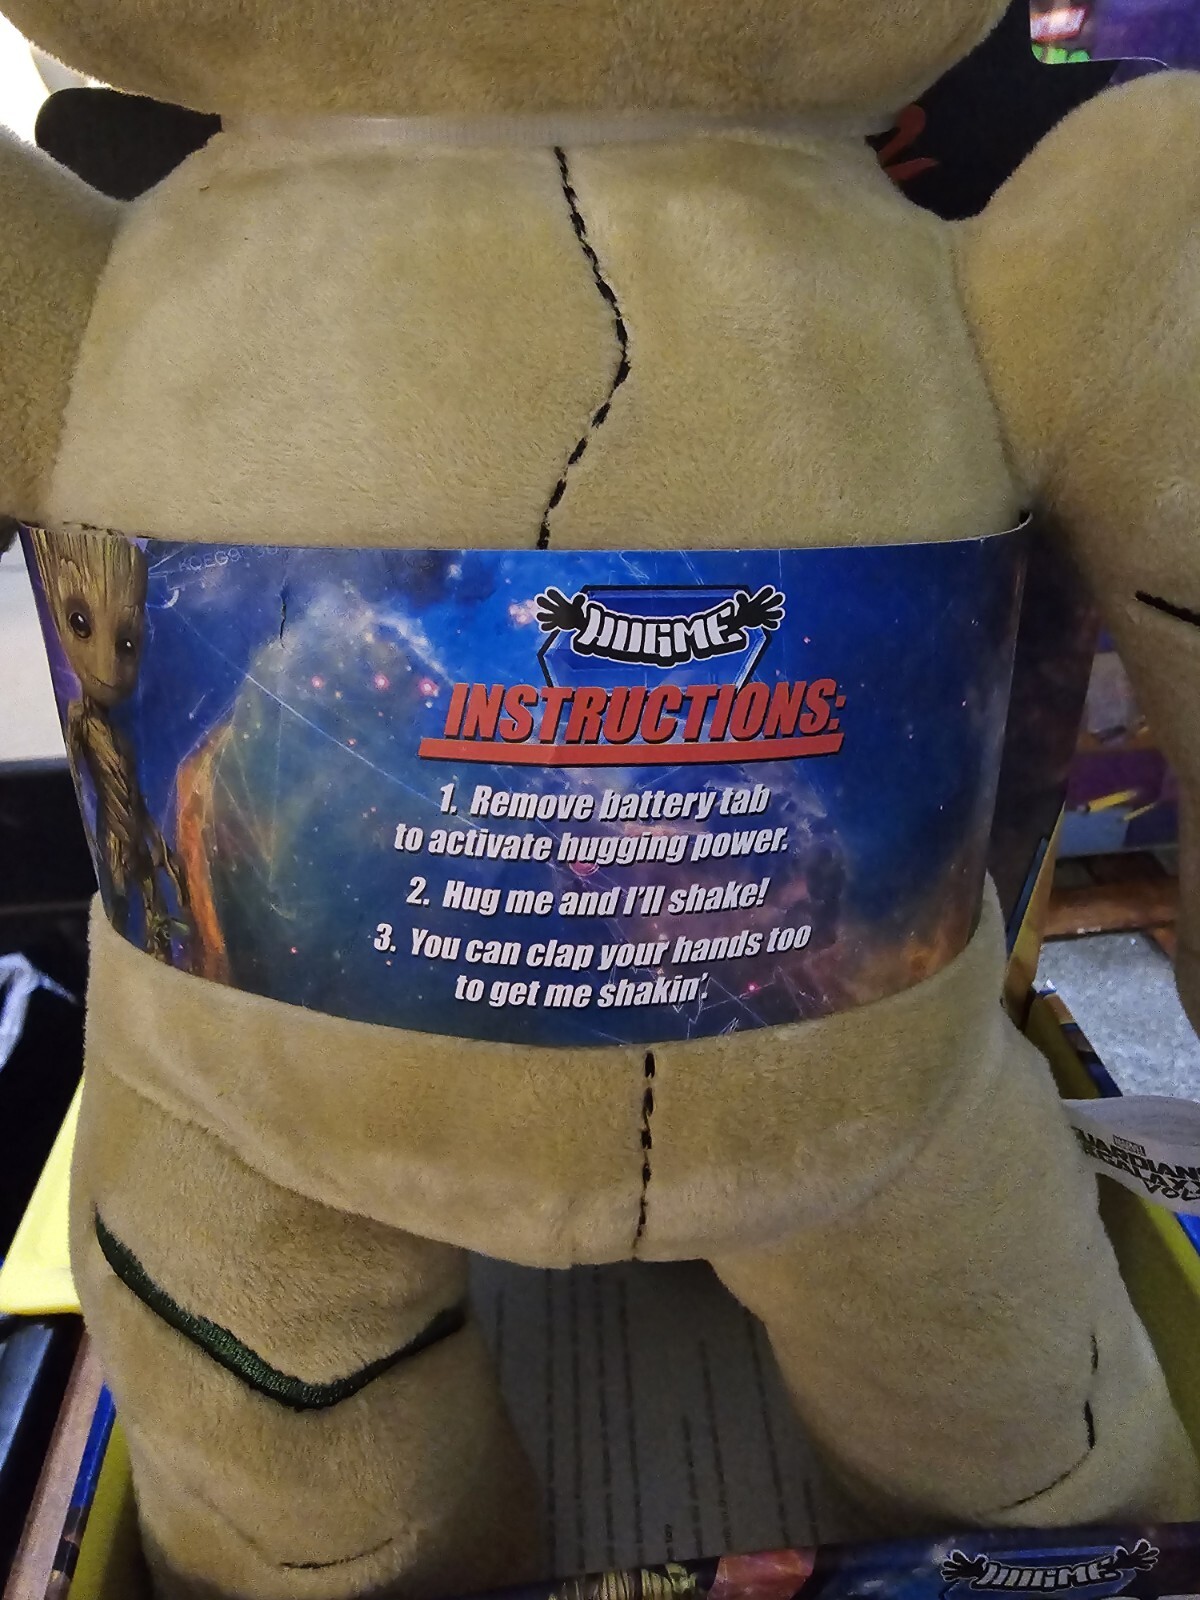 HUGME
INSTRUCTIONS:
1. Remove battery tab
to activate hugging power.
2. Hug me and I'll shake!
3. You can clap your hands too
to get me shakin'.
MARVEL
HUGME